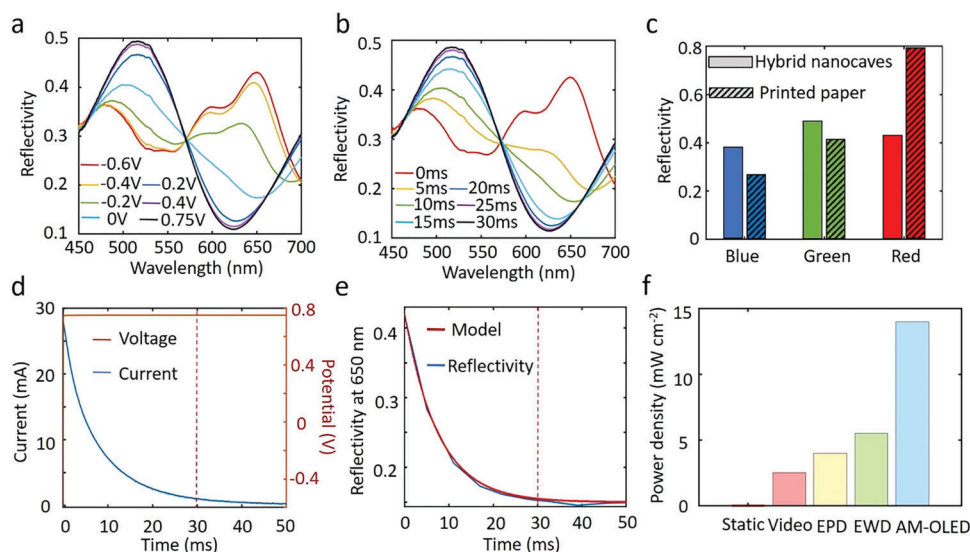 a
0.5
0.4
0.3
0.2
0.1
Reflectivity
-0.6V
-0.4V
-0.2V
0V
0.2V
0.4V
0.75V
450 500 550 600 650 700
Wavelength (nm)
b
0.5
0.4
0.3
0.2
0.1
Reflectivity
0ms
5ms
10ms
15ms
20ms
25ms
30ms
450 500 550 600 650 700
Wavelength (nm)
c
0.8
0.6
0.4
0.2
0
Reflectivity
Hybrid nanocaves
Printed paper
Blue Green Red
d
30
20
10
0
Current (mA)
Voltage
Current
0.8
0.4
0
-0.4
Potential (V)
0 10 20 30 40 50
Time (ms)
e
0.4
0.3
0.2
Reflectivity at 650 nm
Model
Reflectivity
0 10 20 30 40 50
Time (ms)
f
15
10
5
0
Power density (mW cm⁻²)
Static Video EPD EWD AM-OLED